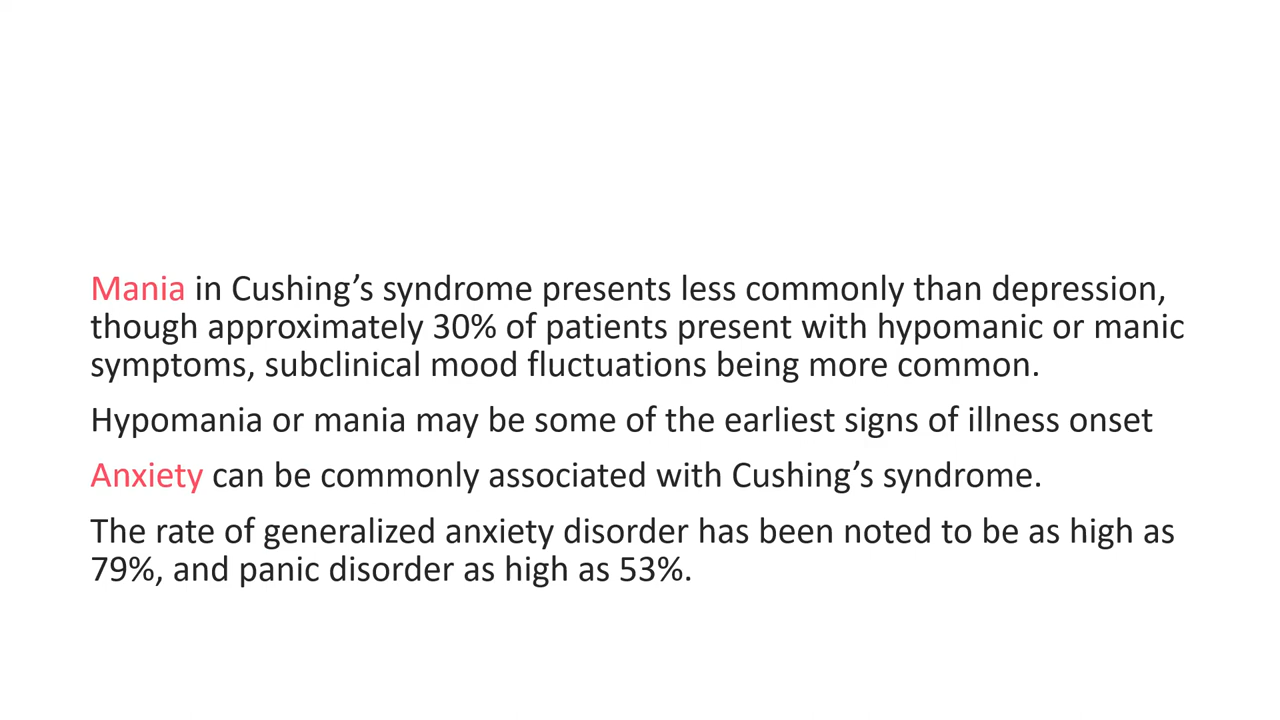 Mania in Cushing’s syndrome presents less commonly than depression,
though approximately 30% of patients present with hypomanic or manic
symptoms, subclinical mood fluctuations being more common.
Hypomania or mania may be some of the earliest signs of illness onset
Anxiety can be commonly associated with Cushing’s syndrome.
The rate of generalized anxiety disorder has been noted to be as high as
79%, and panic disorder as high as 53%.